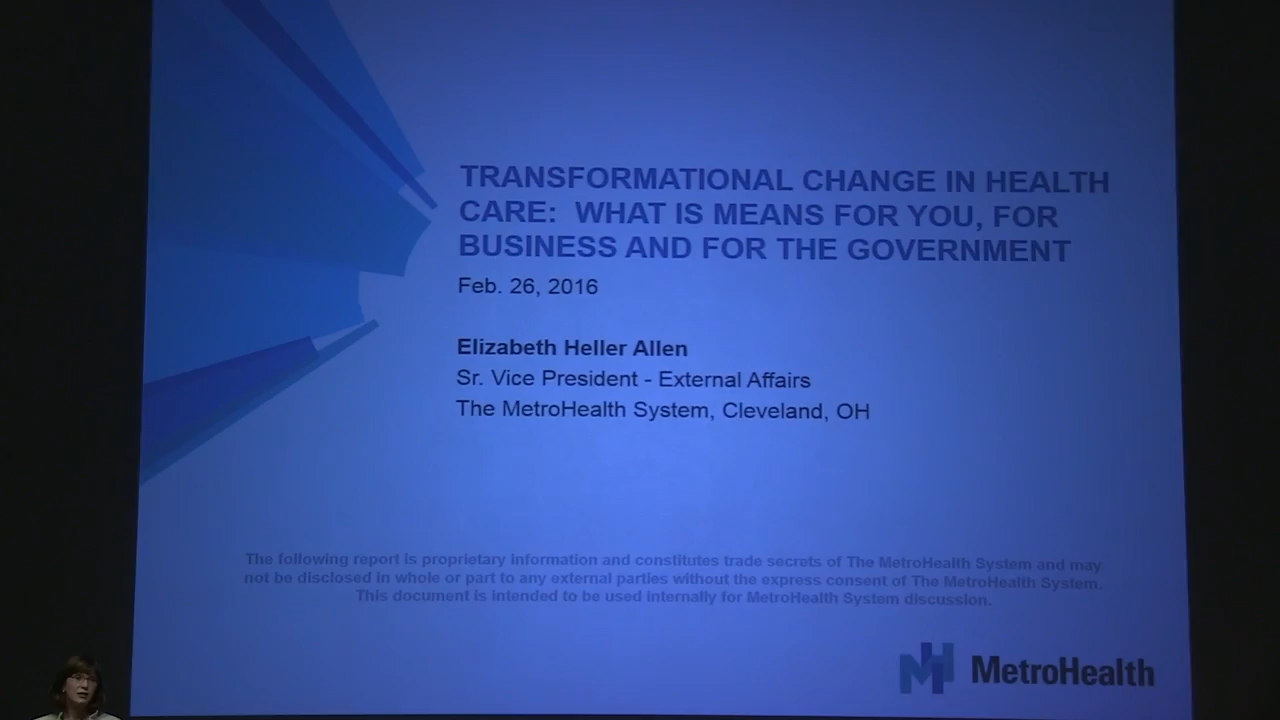 TRANSFORMATIONAL CHANGE IN HEALTH
CARE:  WHAT IS MEANS FOR YOU, FOR
BUSINESS AND FOR THE GOVERNMENT
Feb. 26, 2016
Elizabeth Heller Allen
Sr. Vice President - External Affairs
The MetroHealth System, Cleveland, OH
The following report is proprietary information and constitutes trade secrets of The MetroHealth System and may
not be disclosed in whole or part to any external parties without the express consent of The MetroHealth System.
This document is intended to be used internally for MetroHealth System discussion.
MetroHealth